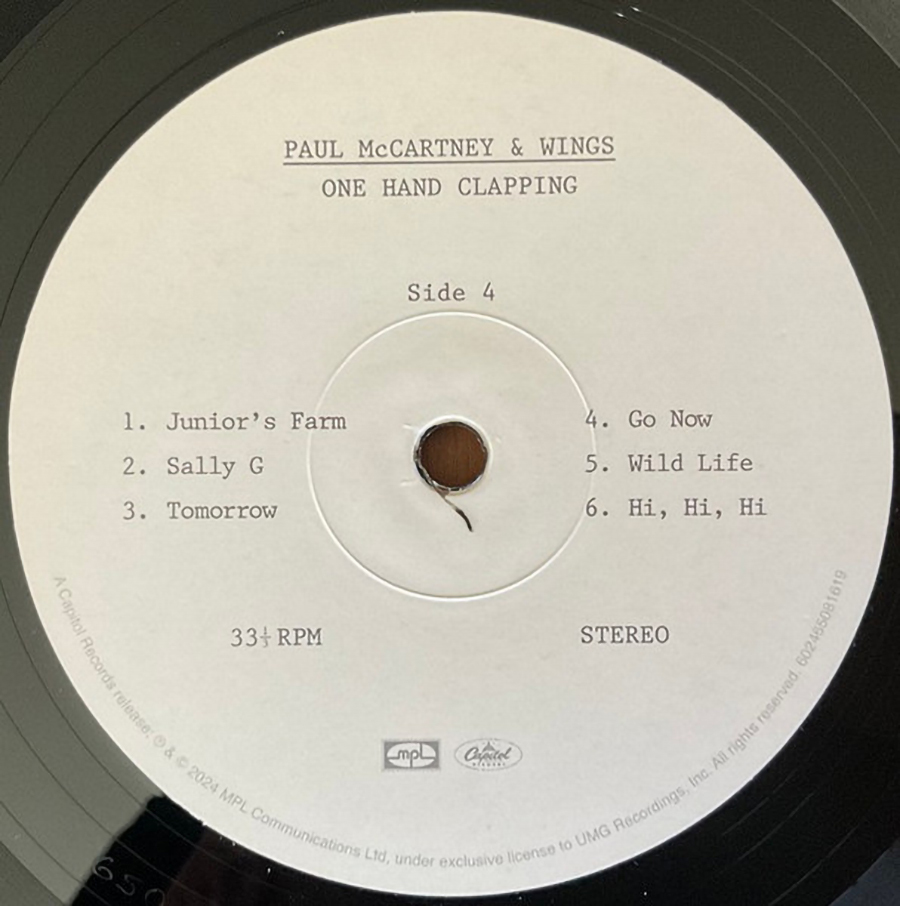 PAUL McCARTNEY & WINGS
ONE HAND CLAPPING
Side 4
1. Junior's Farm
2. Sally G
3. Tomorrow
4. Go Now
5. Wild Life
6. Hi, Hi, Hi
33⅓ RPM
STEREO
mpl
Capitol
RECORDS
A Capitol Records release; ℗ & © 2024 MPL Communications Ltd, under exclusive license to UMG Recordings, Inc. All rights reserved. 602465081619